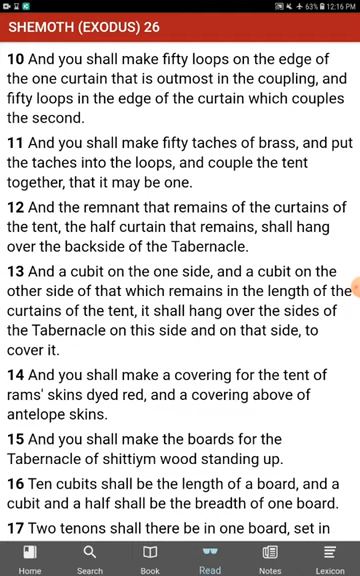 63% 12:16 PM
SHEMOTH (EXODUS) 26
10 And you shall make fifty loops on the edge of
the one curtain that is outmost in the coupling, and
fifty loops in the edge of the curtain which couples
the second.
11 And you shall make fifty taches of brass, and put
the taches into the loops, and couple the tent
together, that it may be one.
12 And the remnant that remains of the curtains of
the tent, the half curtain that remains, shall hang
over the backside of the Tabernacle.
13 And a cubit on the one side, and a cubit on the
other side of that which remains in the length of the
curtains of the tent, it shall hang over the sides of
the Tabernacle on this side and on that side, to
cover it.
14 And you shall make a covering for the tent of
rams' skins dyed red, and a covering above of
antelope skins.
15 And you shall make the boards for the
Tabernacle of shittiym wood standing up.
16 Ten cubits shall be the length of a board, and a
cubit and a half shall be the breadth of one board.
17 Two tenons shall there be in one board, set in
Home Search Book Read Notes Lexicon